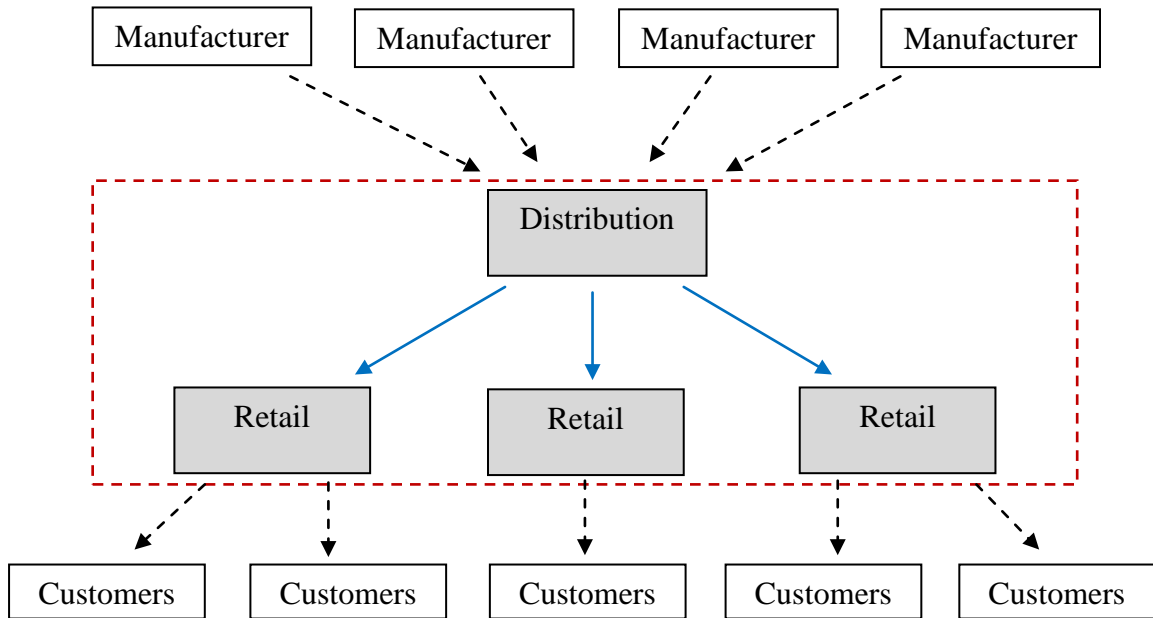 Manufacturer
Manufacturer
Manufacturer
Manufacturer
Distribution
Retail
Retail
Retail
Customers
Customers
Customers
Customers
Customers